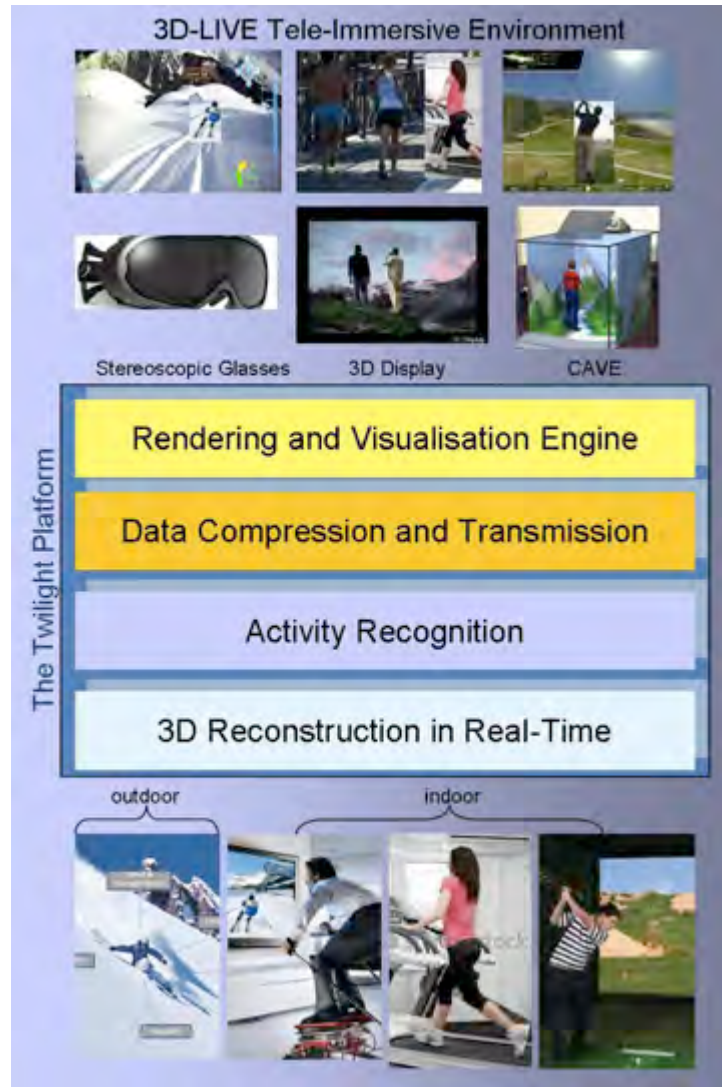 3D-LIVE Tele-Immersive Environment
Stereoscopic Glasses
3D Display
CAVE
The Twilight Platform
Rendering and Visualisation Engine
Data Compression and Transmission
Activity Recognition
3D Reconstruction in Real-Time
outdoor
indoor